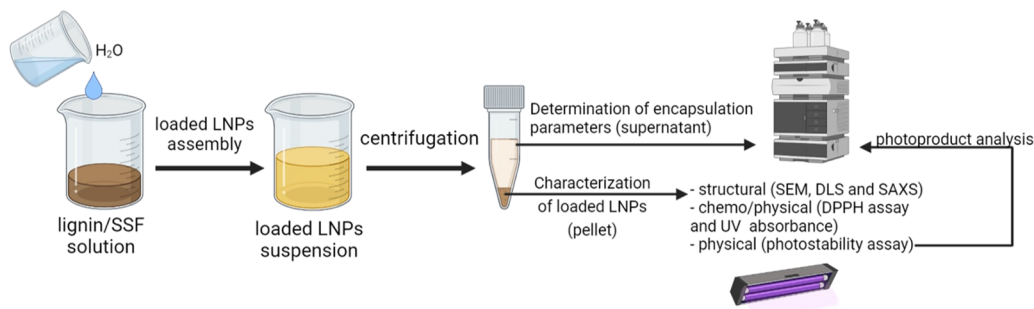 H₂O
loaded LNPs
assembly
lignin/SSF
solution
loaded LNPs
suspension
centrifugation
Determination of encapsulation
parameters (supernatant)
Characterization
of loaded LNPs
(pellet)
- structural (SEM, DLS and SAXS)
- chemo/physical (DPPH assay
and UV absorbance)
- physical (photostability assay)
photoproduct analysis